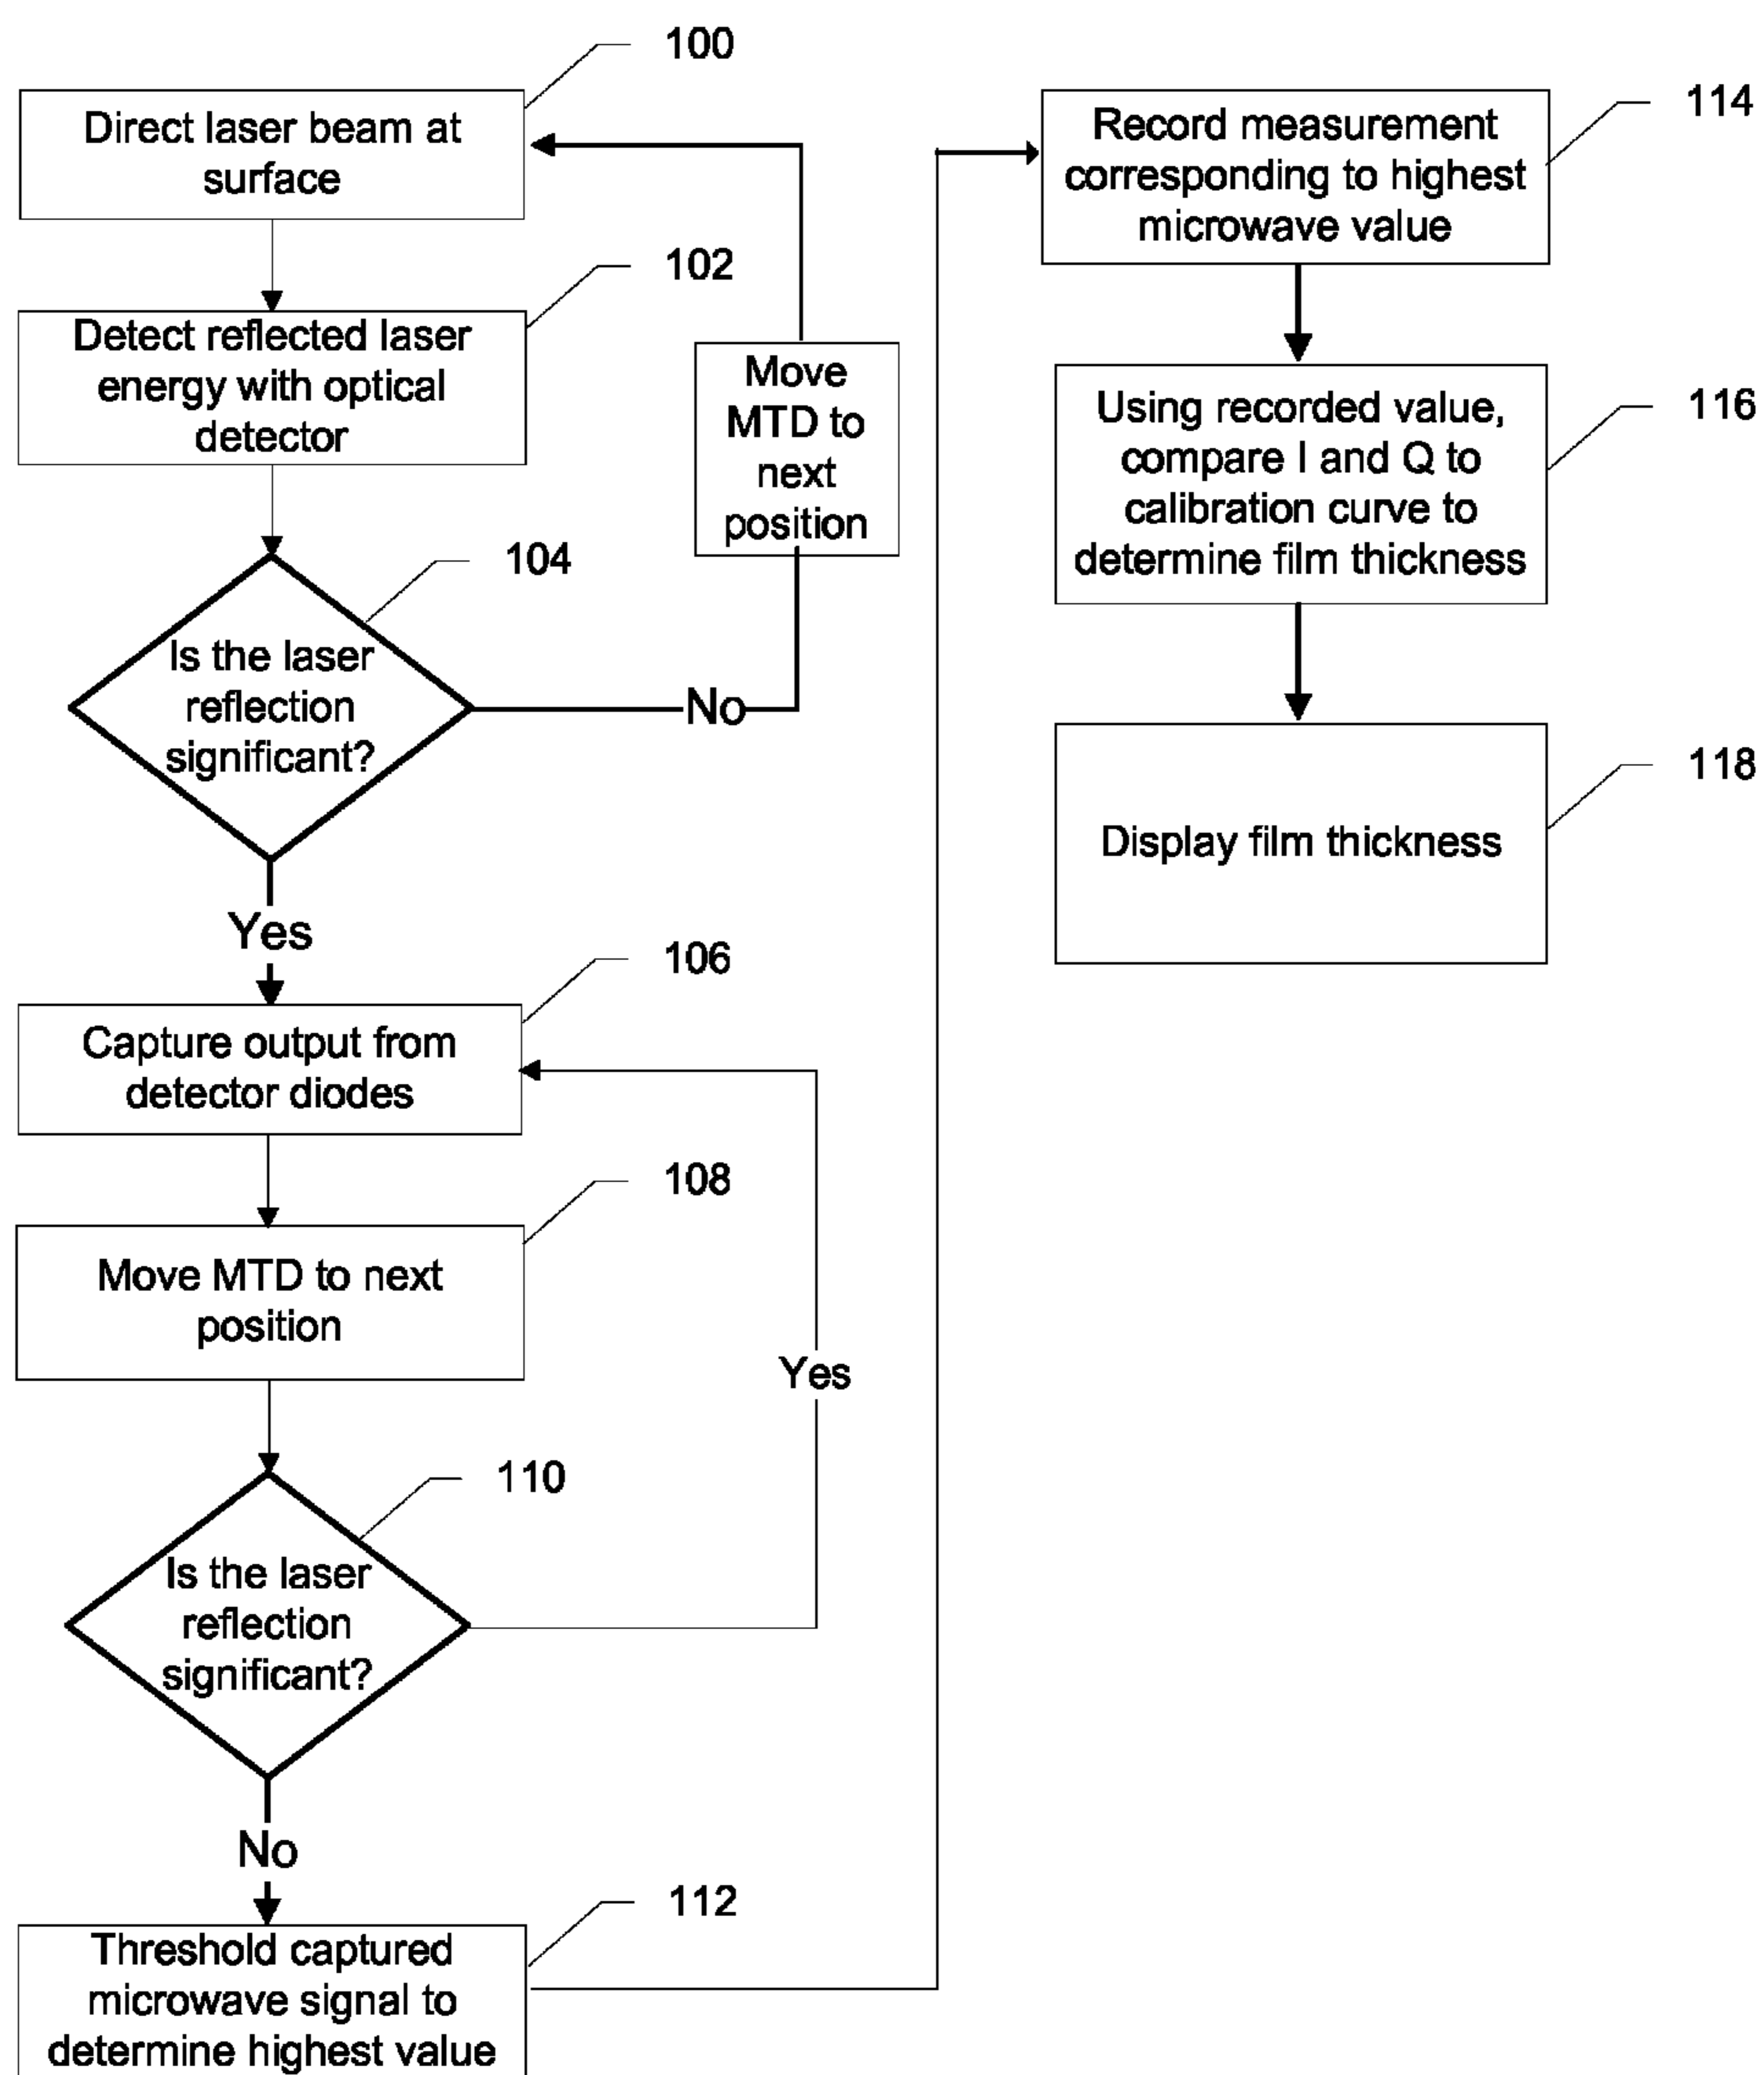 100
Direct laser beam at
surface
102
Detect reflected laser
energy with optical
detector
Move
MTD to
next
position
104
Is the laser
reflection
significant?
No
Yes
106
Capture output from
detector diodes
108
Move MTD to next
position
Yes
110
Is the laser
reflection
significant?
No
112
Threshold captured
microwave signal to
determine highest value
114
Record measurement
corresponding to highest
microwave value
116
Using recorded value,
compare I and Q to
calibration curve to
determine film thickness
118
Display film thickness